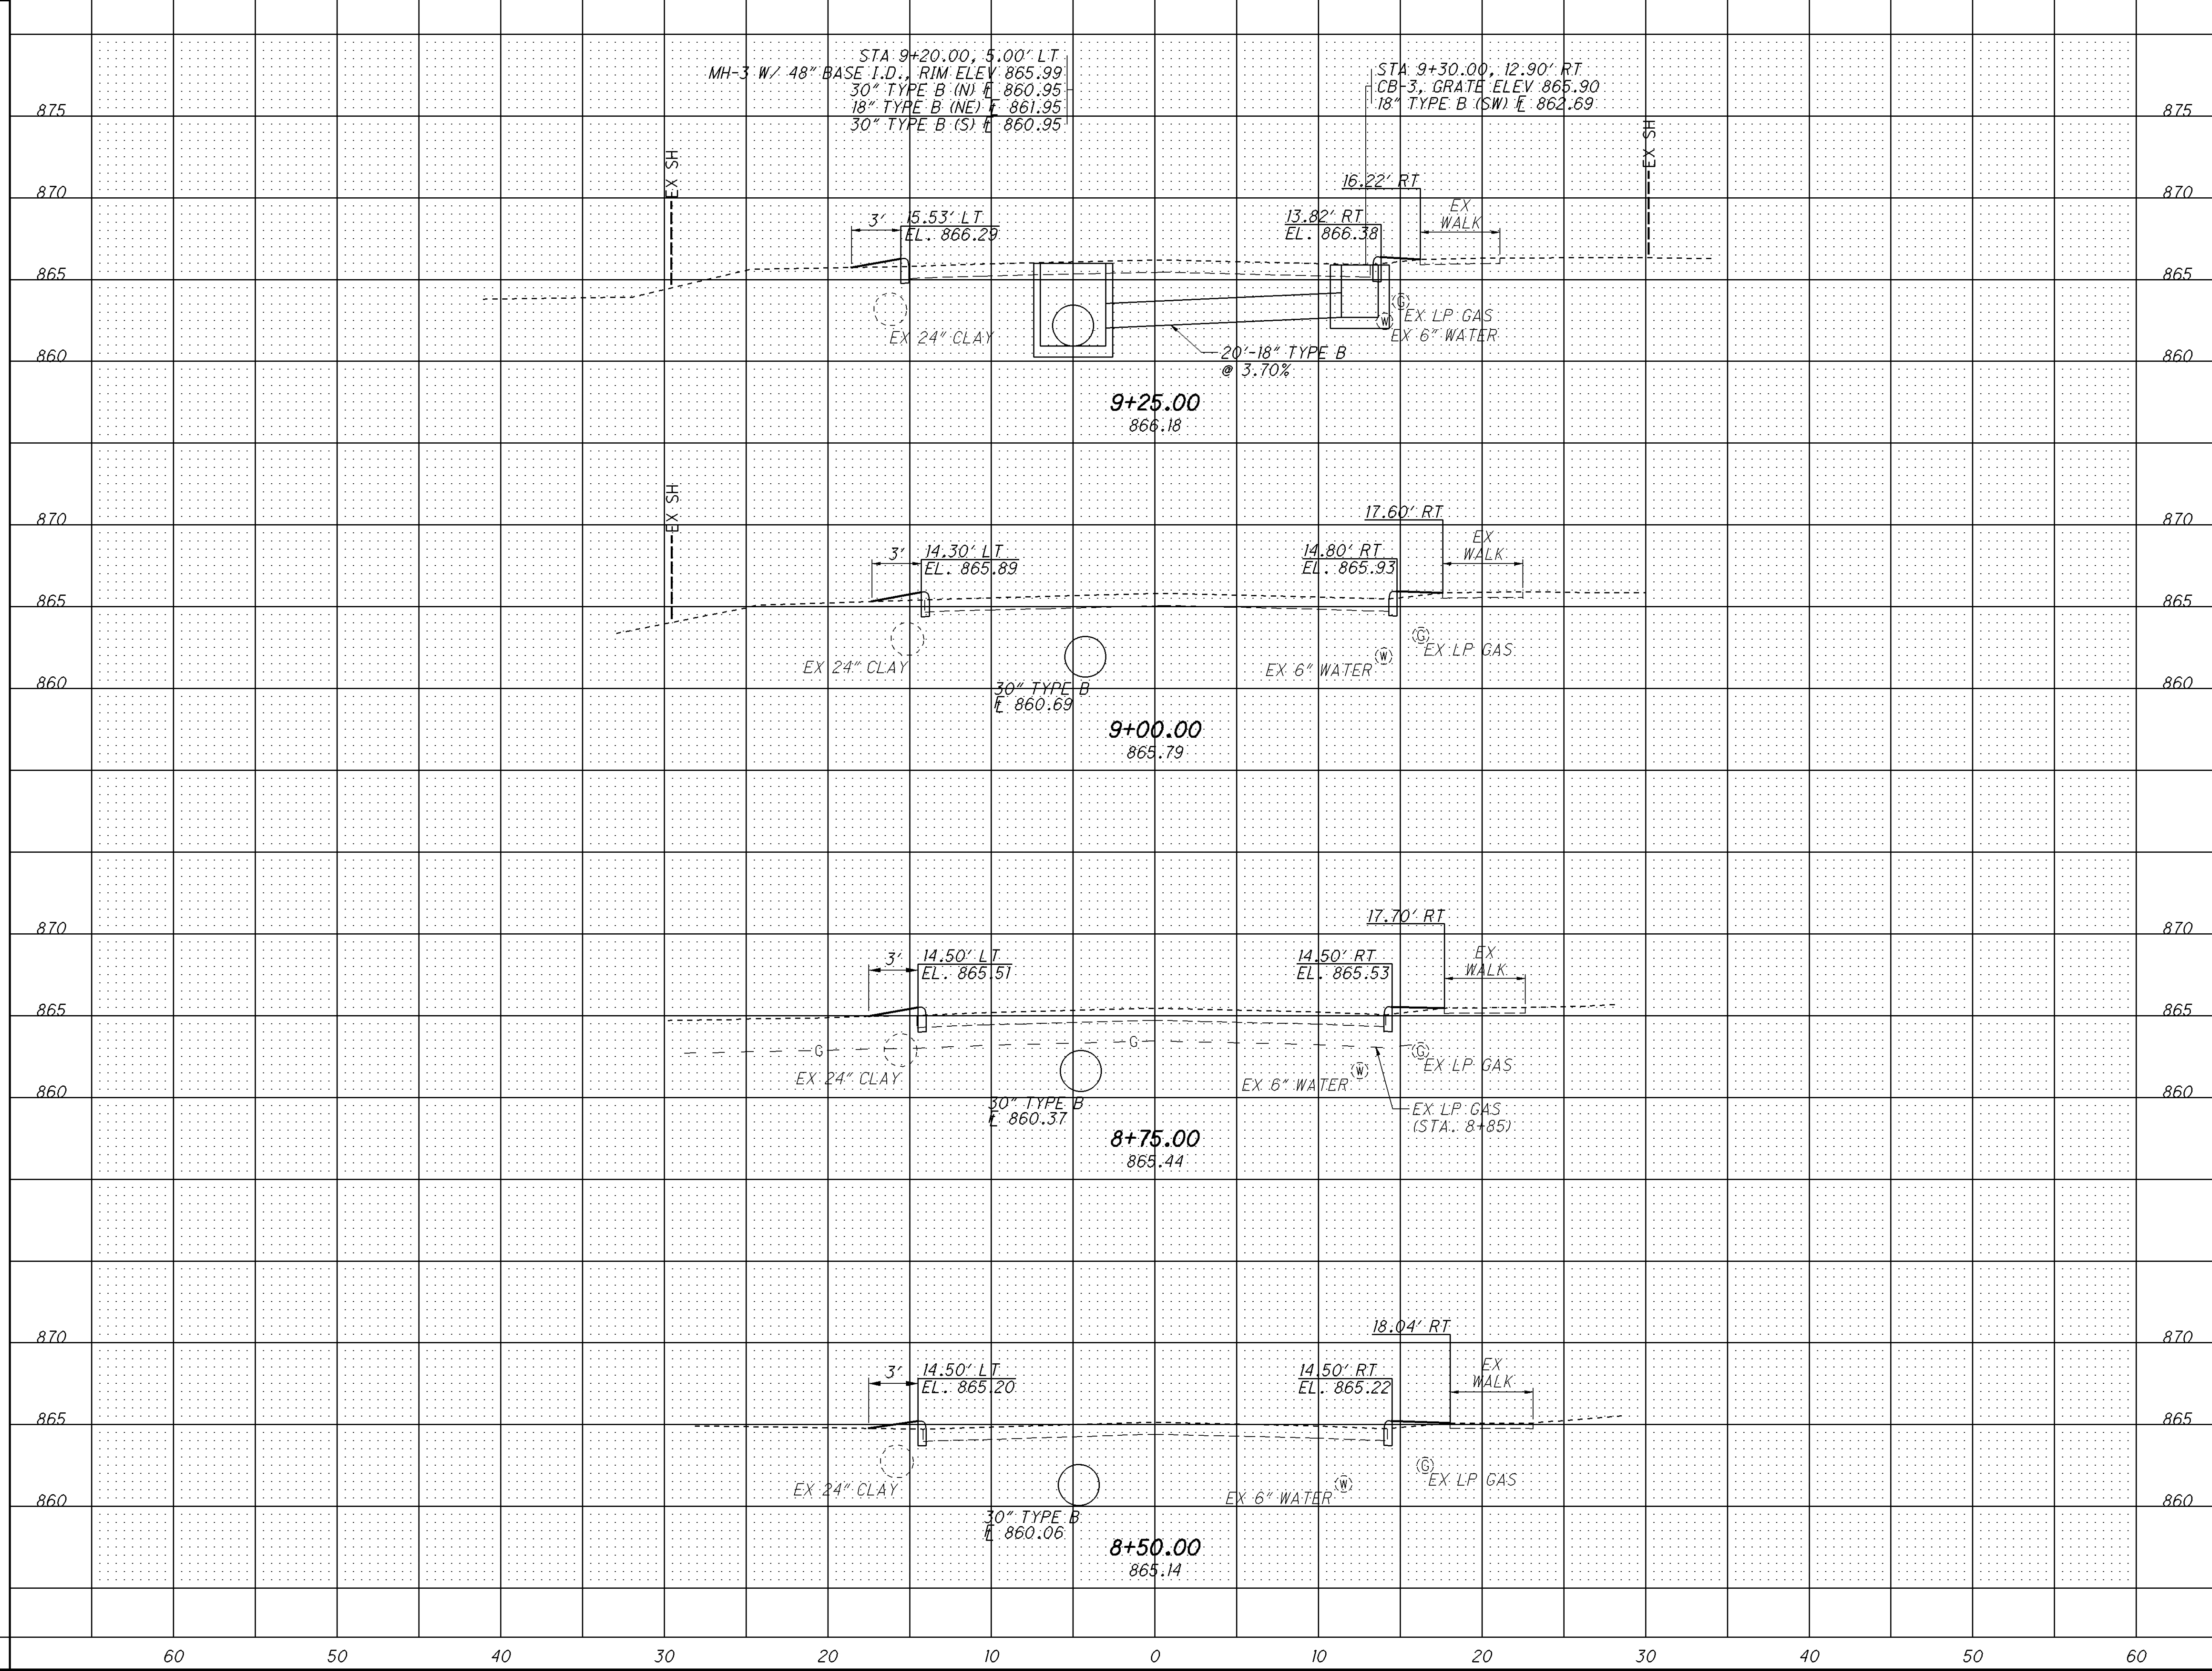 STA 9+20.00, 5.00' LT
MH-3 W/ 48" BASE I.D., RIM ELEV 865.99
30" TYPE B (N) FL 860.95
18" TYPE B (NE) FL 861.95
30" TYPE B (S) FL 860.95
STA 9+30.00, 12.90' RT
CB-3, GRATE ELEV 865.90
18" TYPE B (SW) FL 862.69
875
875
EX SH
EX SH
870
870
16.22' RT
3'
15.53' LT
EL. 866.29
13.82' RT
EL. 866.38
EX
WALK
865
865
G
EX LP GAS
W
EX 6" WATER
EX 24" CLAY
20'-18" TYPE B
@ 3.70%
860
860
9+25.00
866.18
EX SH
870
870
17.60' RT
3'
14.30' LT
EL. 865.89
14.80' RT
EL. 865.93
EX
WALK
865
865
G
EX LP GAS
W
EX 6" WATER
EX 24" CLAY
860
860
30" TYPE B
FL 860.69
9+00.00
865.79
870
870
17.70' RT
3'
14.50' LT
EL. 865.51
14.50' RT
EL. 865.53
EX
WALK
865
865
G
G
G
EX LP GAS
W
EX 6" WATER
EX 24" CLAY
860
860
30" TYPE B
FL 860.37
EX LP GAS
(STA. 8+85)
8+75.00
865.44
870
870
18.04' RT
3'
14.50' LT
EL. 865.20
14.50' RT
EL. 865.22
EX
WALK
865
865
G
EX LP GAS
W
EX 6" WATER
EX 24" CLAY
860
860
30" TYPE B
FL 860.06
8+50.00
865.14
60 50 40 30 20 10 0 10 20 30 40 50 60